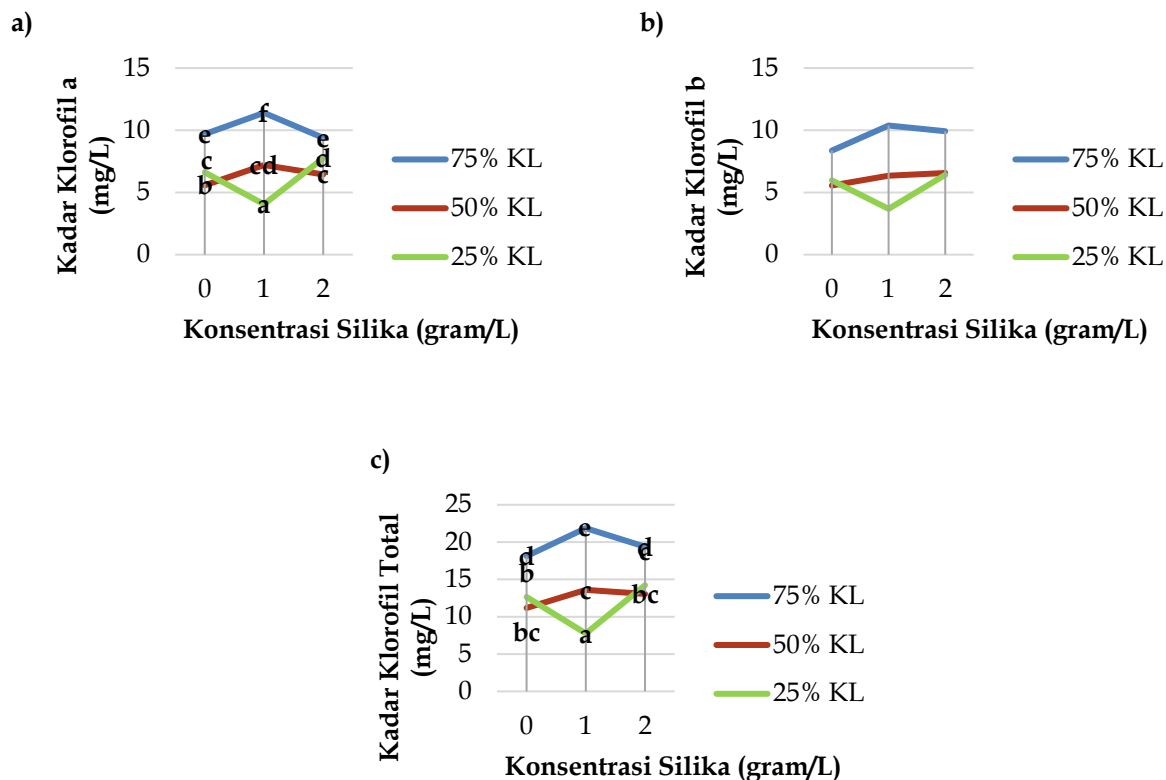 a)
Kadar Klorofil a
(mg/L)
15
10
5
0
e
f
e
c
cd
d
b
c
a
0 1 2
Konsentrasi Silika (gram/L)
75% KL
50% KL
25% KL
b)
Kadar Klorofil b
(mg/L)
15
10
5
0
0 1 2
Konsentrasi Silika (gram/L)
75% KL
50% KL
25% KL
c)
Kadar Klorofil Total
(mg/L)
25
20
15
10
5
0
d
e
d
b
c
c
bc
bc
a
0 1 2
Konsentrasi Silika (gram/L)
75% KL
50% KL
25% KL